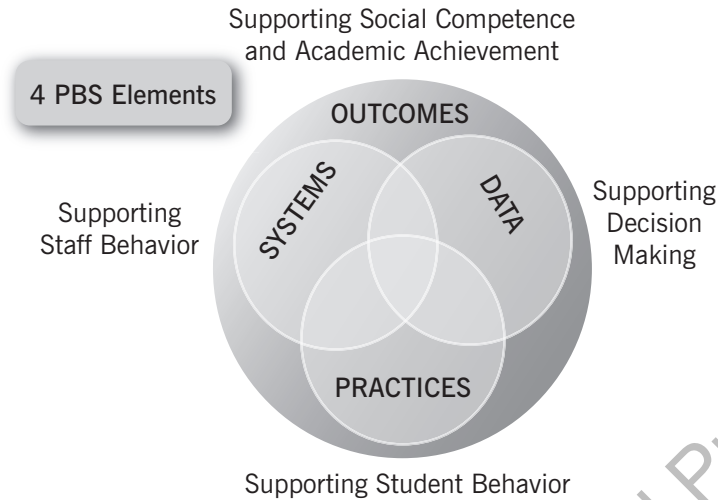 Supporting Social Competence
and Academic Achievement
4 PBS Elements
OUTCOMES
SYSTEMS
DATA
Supporting
Staff Behavior
Supporting
Decision
Making
PRACTICES
Supporting Student Behavior